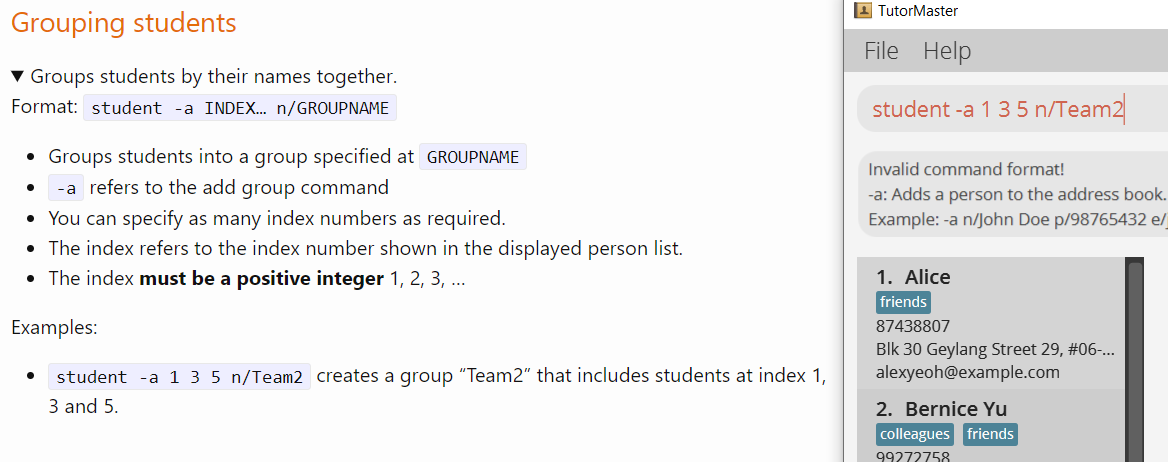 Grouping students
▼ Groups students by their names together.
Format: student -a INDEX… n/GROUPNAME
• Groups students into a group specified at GROUPNAME
• -a refers to the add group command
• You can specify as many index numbers as required.
• The index refers to the index number shown in the displayed person list.
• The index must be a positive integer 1, 2, 3, …
Examples:
• student -a 1 3 5 n/Team2 creates a group “Team2” that includes students at index 1,
3 and 5.
TutorMaster
File Help
student -a 1 3 5 n/Team2
Invalid command format!
-a: Adds a person to the address book.
Example: -a n/John Doe p/98765432 e/
1. Alice
friends
87438807
Blk 30 Geylang Street 29, #06-...
alexyeoh@example.com
2. Bernice Yu
colleagues friends
99272758